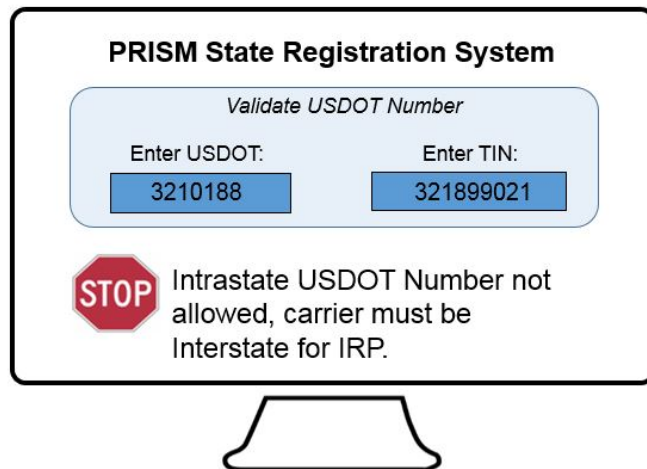 PRISM State Registration System
Validate USDOT Number
Enter USDOT: Enter TIN:
3210188 321899021
STOP
Intrastate USDOT Number not
allowed, carrier must be
Interstate for IRP.